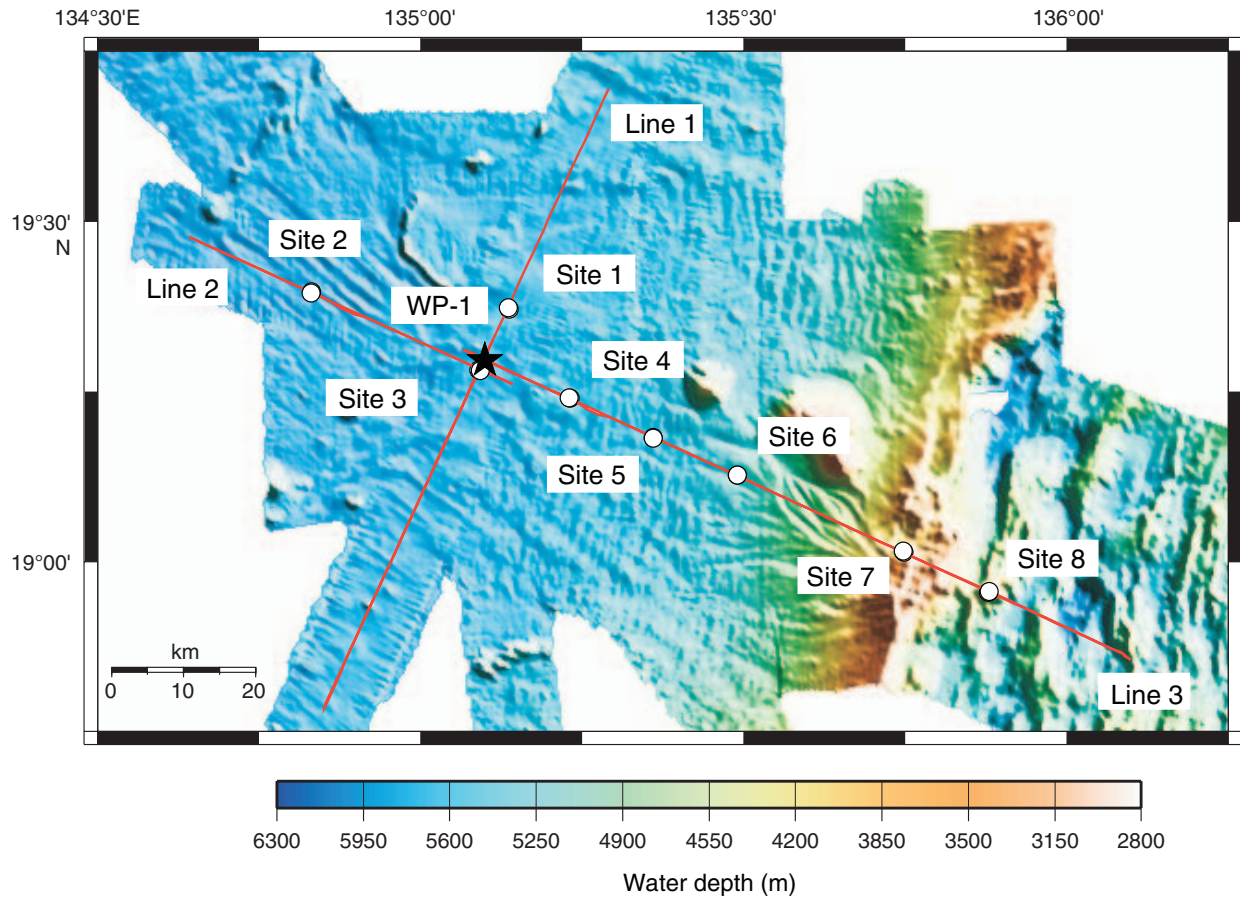 134°30'E 135°00' 135°30' 136°00'
Line 1
19°30'
N
Site 2
Site 1
Line 2
WP-1
Site 4
Site 3
Site 6
Site 5
19°00'
Site 7
Site 8
km
0 10 20
Line 3
6300 5950 5600 5250 4900 4550 4200 3850 3500 3150 2800
Water depth (m)